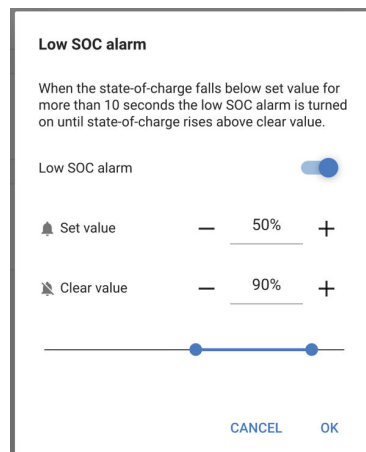 Low SOC alarm
When the state-of-charge falls below set value for
more than 10 seconds the low SOC alarm is turned
on until state-of-charge rises above clear value.
Low SOC alarm
Set value — 50% +
Clear value — 90% +
CANCEL OK